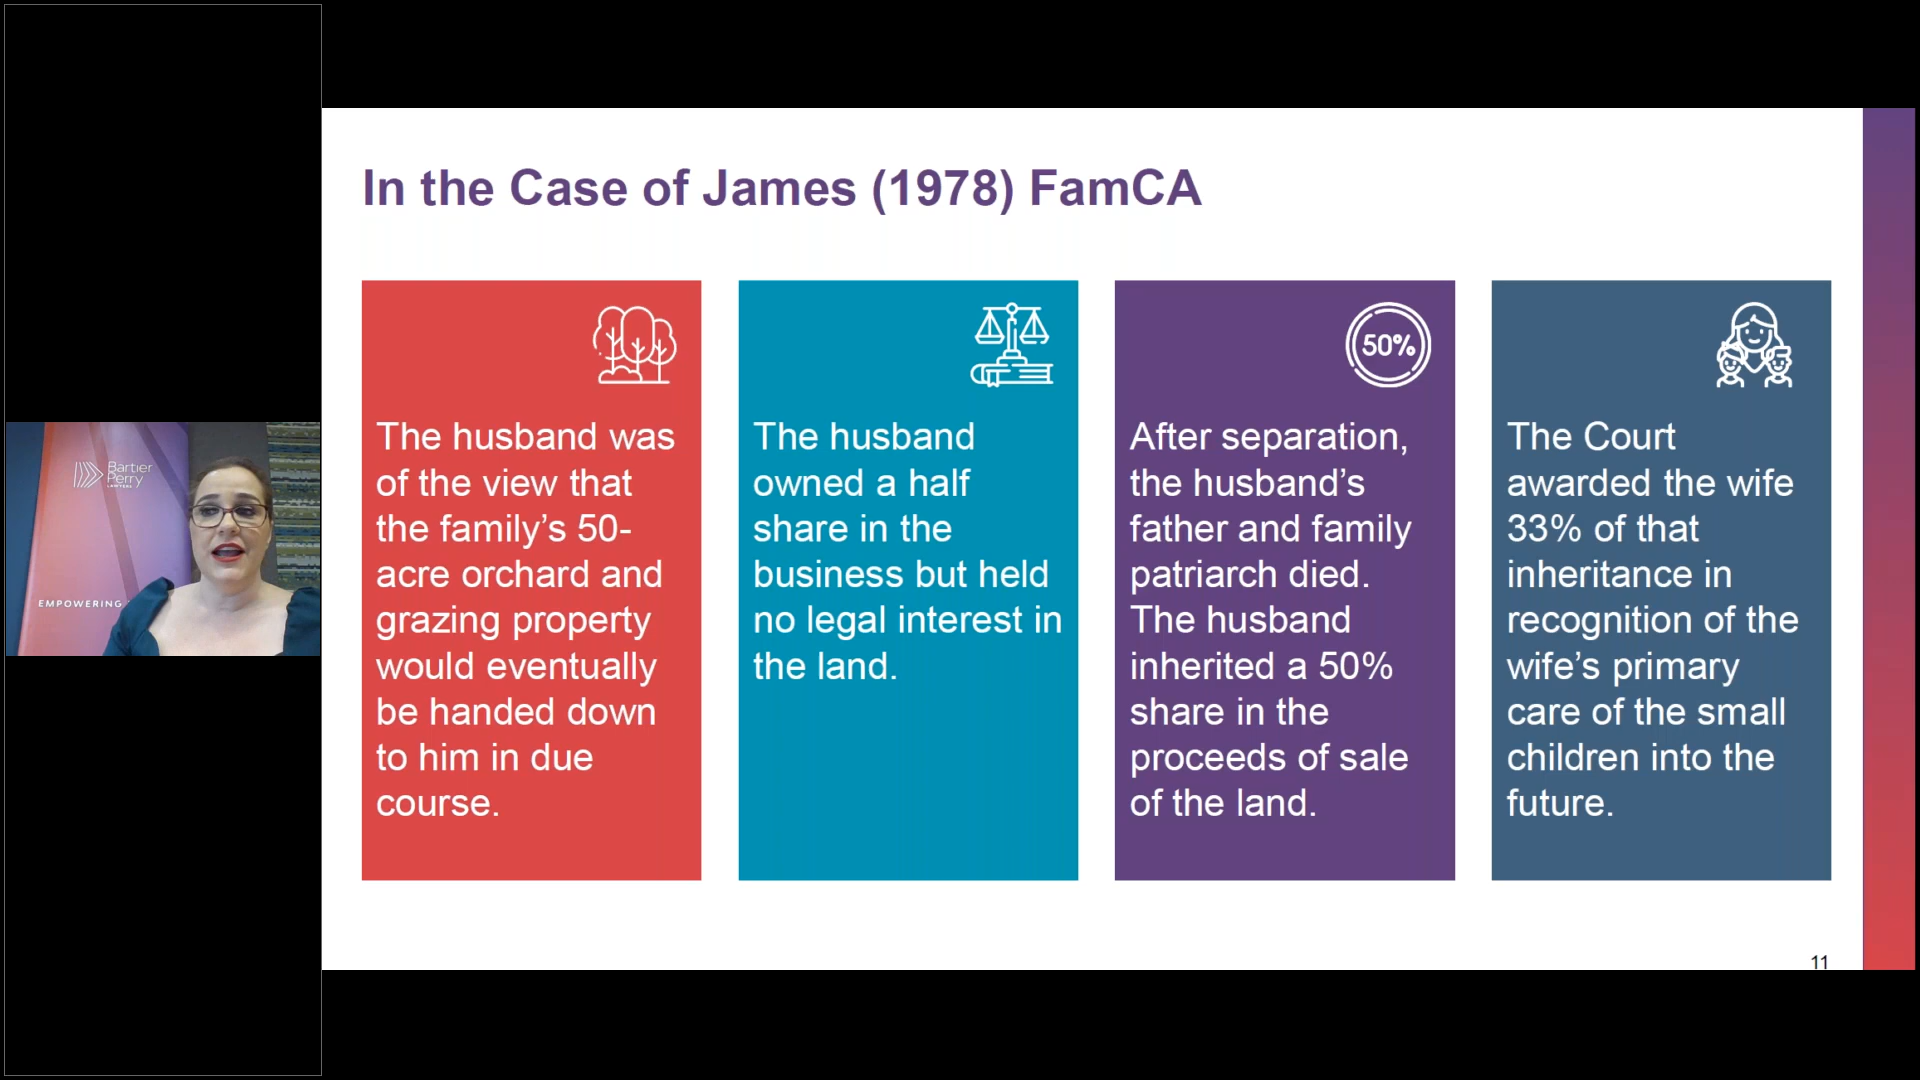 Bartier
Perry
LAWYERS
EMPOWERING
In the Case of James (1978) FamCA
The husband was
of the view that
the family’s 50-
acre orchard and
grazing property
would eventually
be handed down
to him in due
course.
The husband
owned a half
share in the
business but held
no legal interest in
the land.
50%
After separation,
the husband’s
father and family
patriarch died.
The husband
inherited a 50%
share in the
proceeds of sale
of the land.
The Court
awarded the wife
33% of that
inheritance in
recognition of the
wife’s primary
care of the small
children into the
future.
11